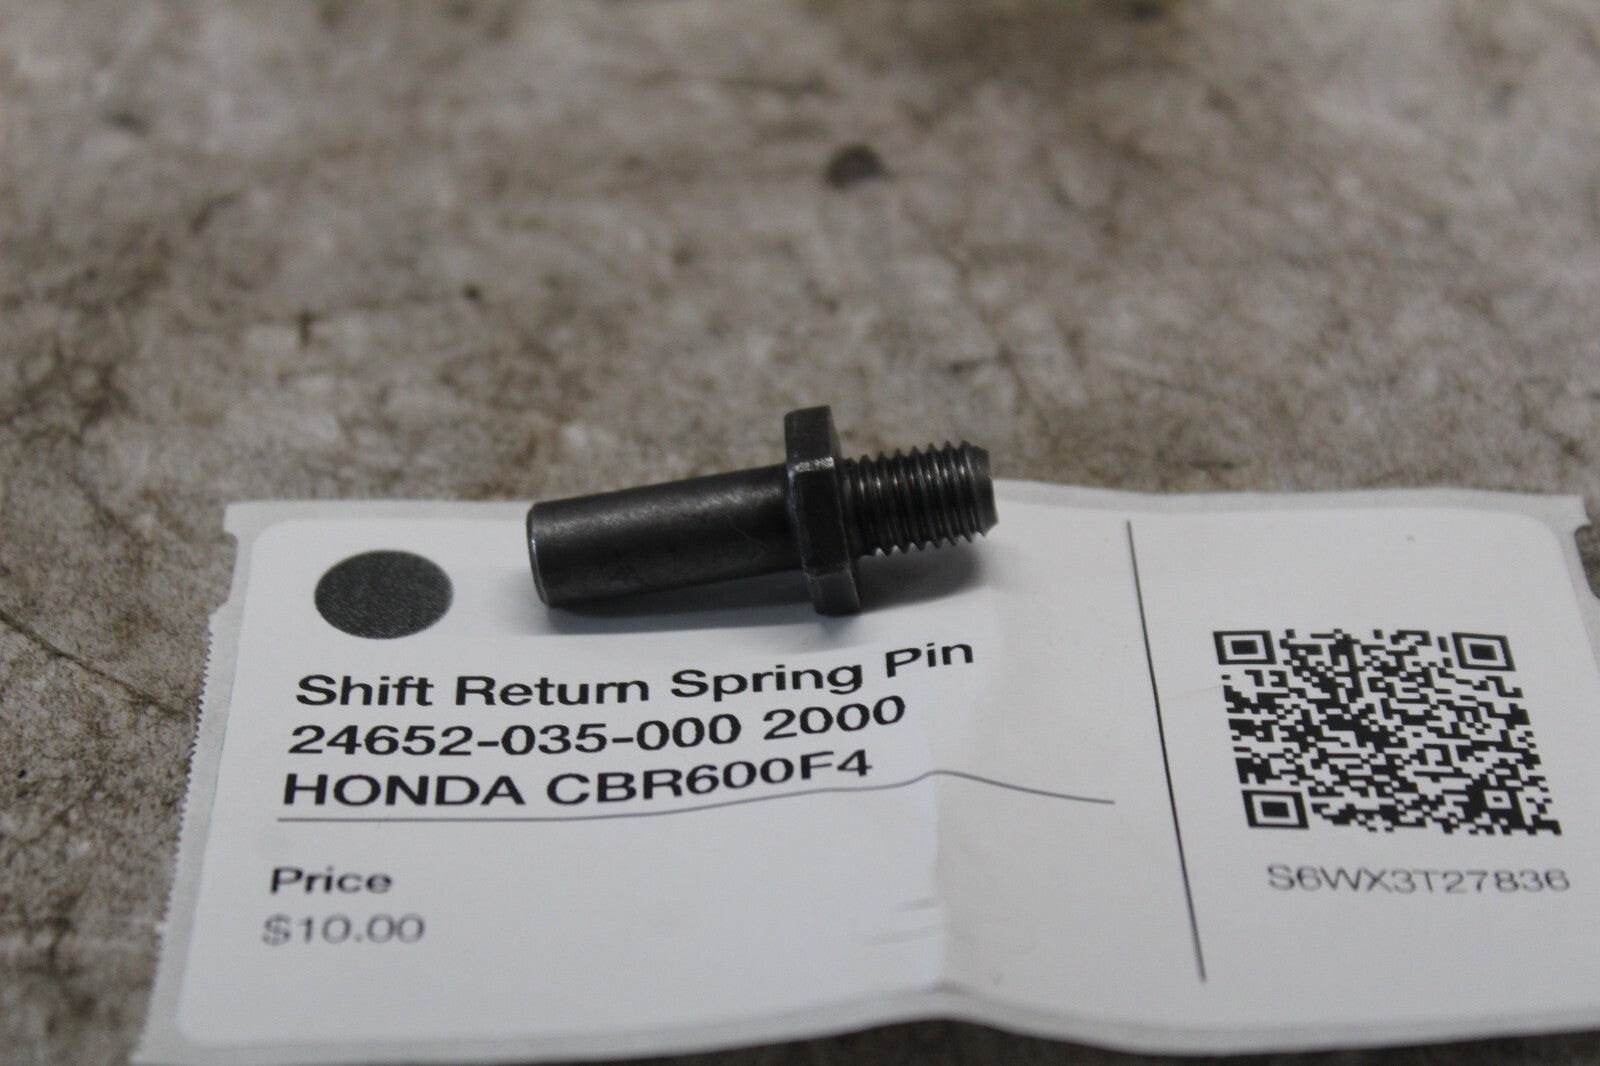 Shift Return Spring Pin
24652-035-000 2000
HONDA CBR600F4
Price
$10.00
S6WX3T27836